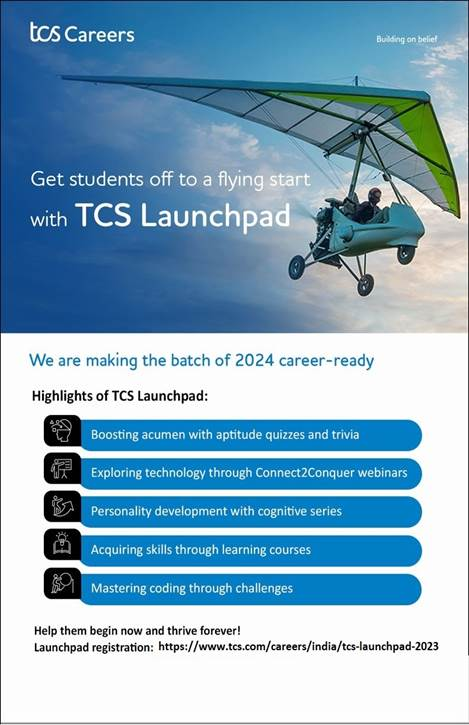 tcs Careers
Building on belief
Get students off to a flying start
with TCS Launchpad
We are making the batch of 2024 career-ready
Highlights of TCS Launchpad:
Boosting acumen with aptitude quizzes and trivia
Exploring technology through Connect2Conquer webinars
Personality development with cognitive series
Acquiring skills through learning courses
Mastering coding through challenges
Help them begin now and thrive forever!
Launchpad registration: https://www.tcs.com/careers/india/tcs-launchpad-2023